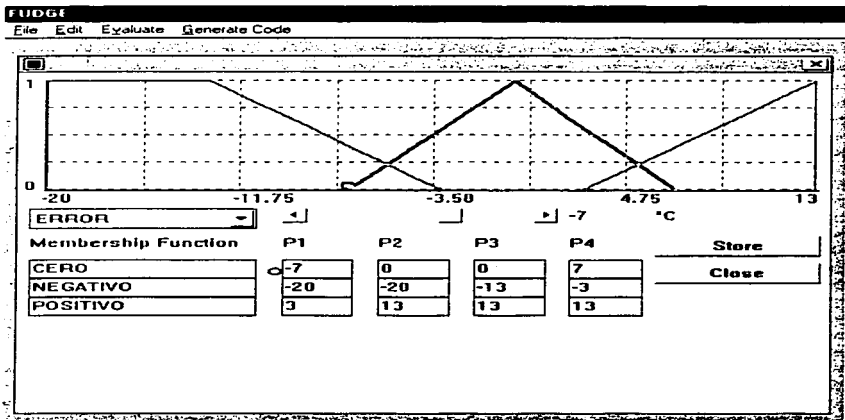 FUDGE
File Edit Evaluate Generate Code
1
0
-20 -11.75 -3.50 4.75 13
ERROR -7 °C
Membership Function P1 P2 P3 P4 Store
CERO -7 0 0 7 Close
NEGATIVO -20 -20 -13 -3
POSITIVO 3 13 13 13